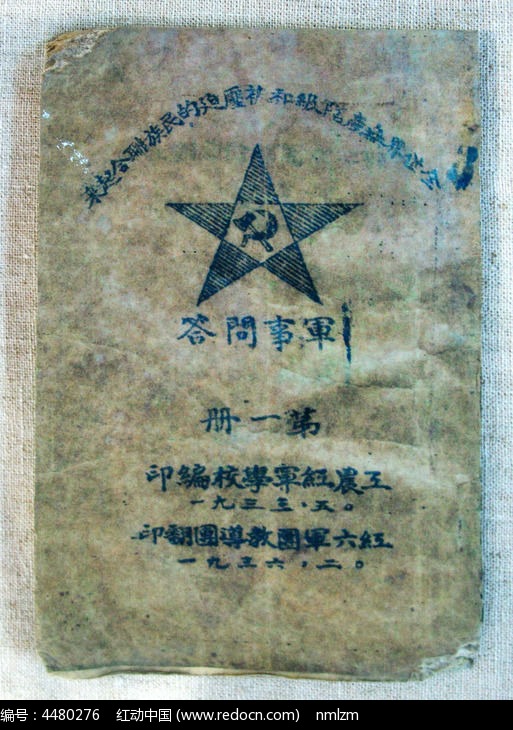 全世界無產階級和被壓迫的民族聯合起來
軍事問答
第一冊
工農紅軍學校編印
一九三三.五。
紅六軍團教導團翻印
一九三六.二。
编号：4480276 红动中国 (www.redocn.com) nmlzm